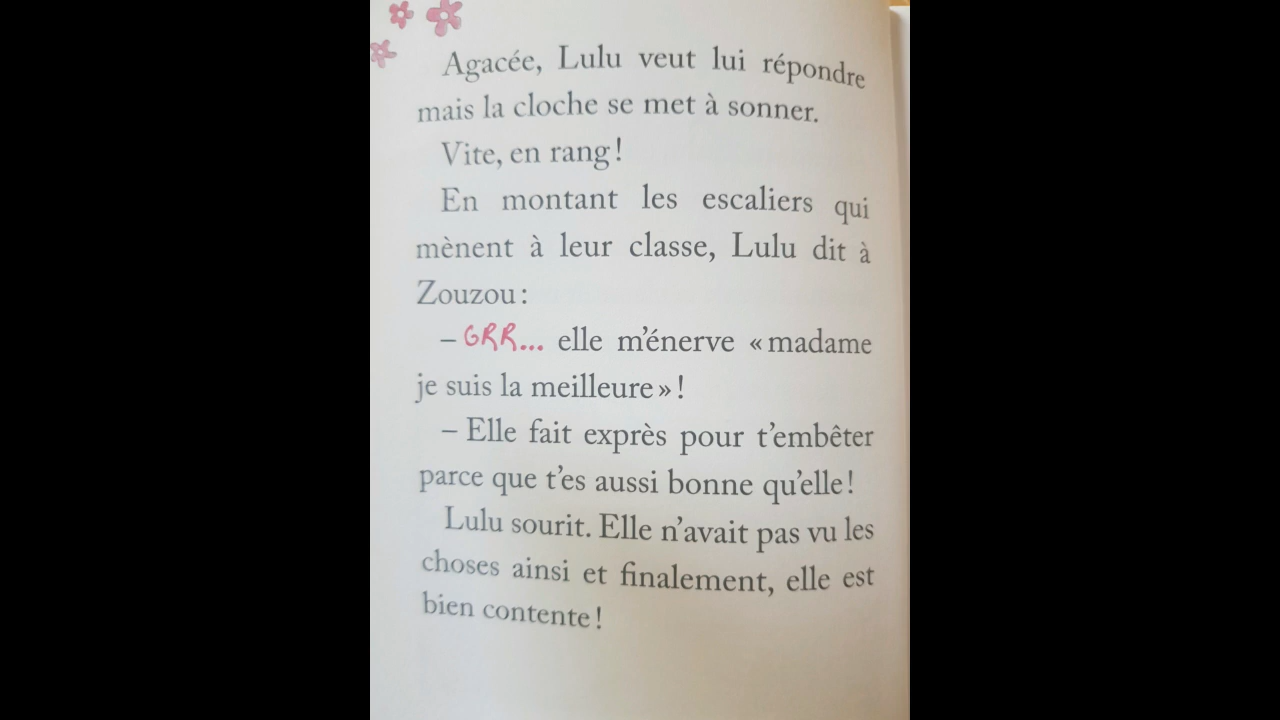 Agacée, Lulu veut lui répondre
mais la cloche se met à sonner.
Vite, en rang !
En montant les escaliers qui
mènent à leur classe, Lulu dit à
Zouzou :
– GRR... elle m'énerve « madame
je suis la meilleure » !
– Elle fait exprès pour t'embêter
parce que t'es aussi bonne qu'elle !
Lulu sourit. Elle n'avait pas vu les
choses ainsi et finalement, elle est
bien contente !